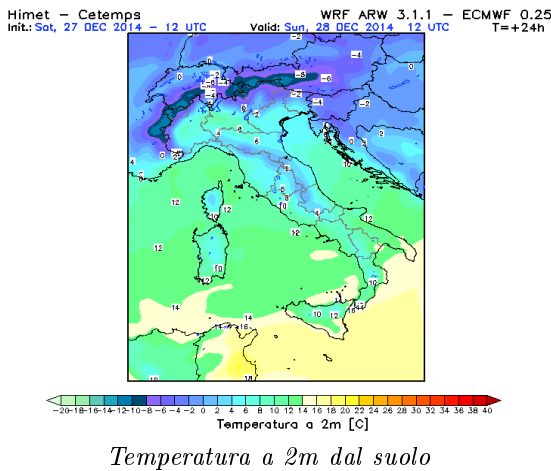 Himet – Cetemps WRF ARW 3.1.1 – ECMWF 0.25
Init.: Sat, 27 DEC 2014 – 12 UTC Valid: Sun, 28 DEC 2014 12 UTC T=+24h
-20 -18 -16 -14 -12 -10 -8 -6 -4 -2 0 2 4 6 8 10 12 14 16 18 20 22 24 26 28 30 32 34 36 38 40
Temperatura a 2m [C]
Temperatura a 2m dal suolo